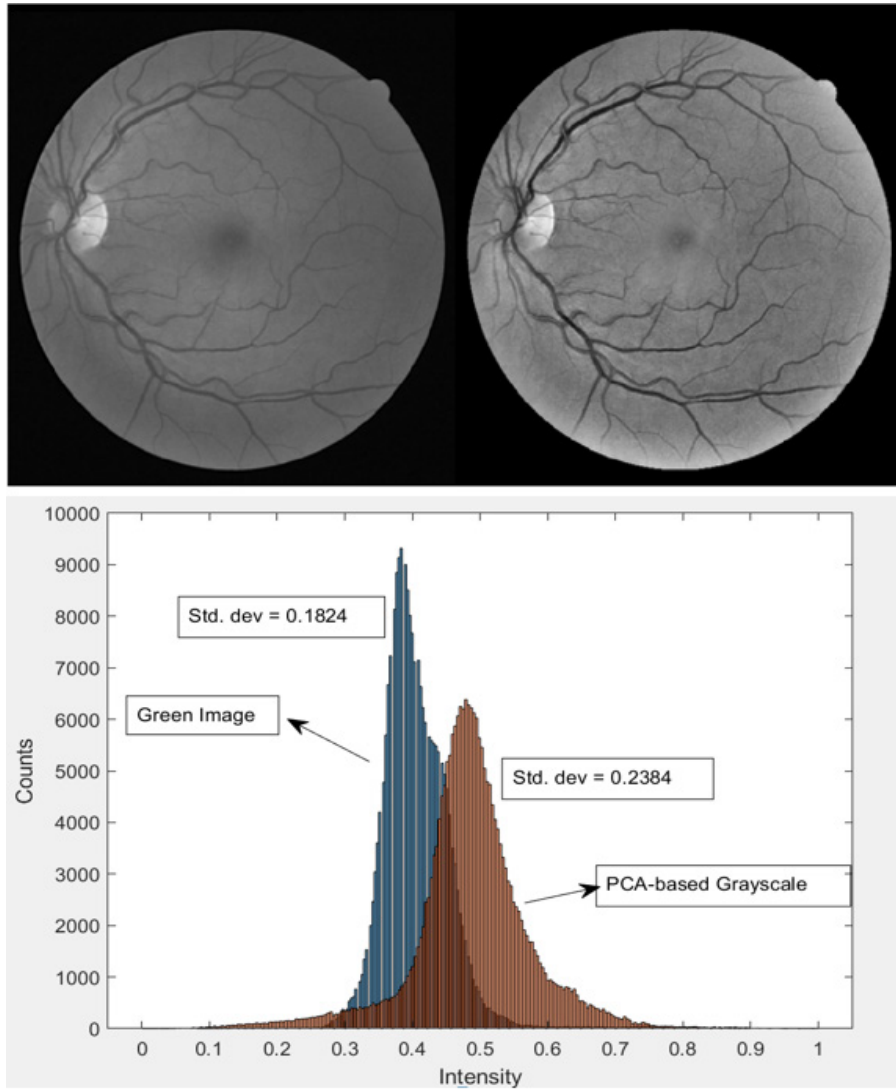 10000
9000
8000
7000
6000
5000
4000
3000
2000
1000
0
Counts
Std. dev = 0.1824
Green Image
Std. dev = 0.2384
PCA-based Grayscale
0 0.1 0.2 0.3 0.4 0.5 0.6 0.7 0.8 0.9 1
Intensity